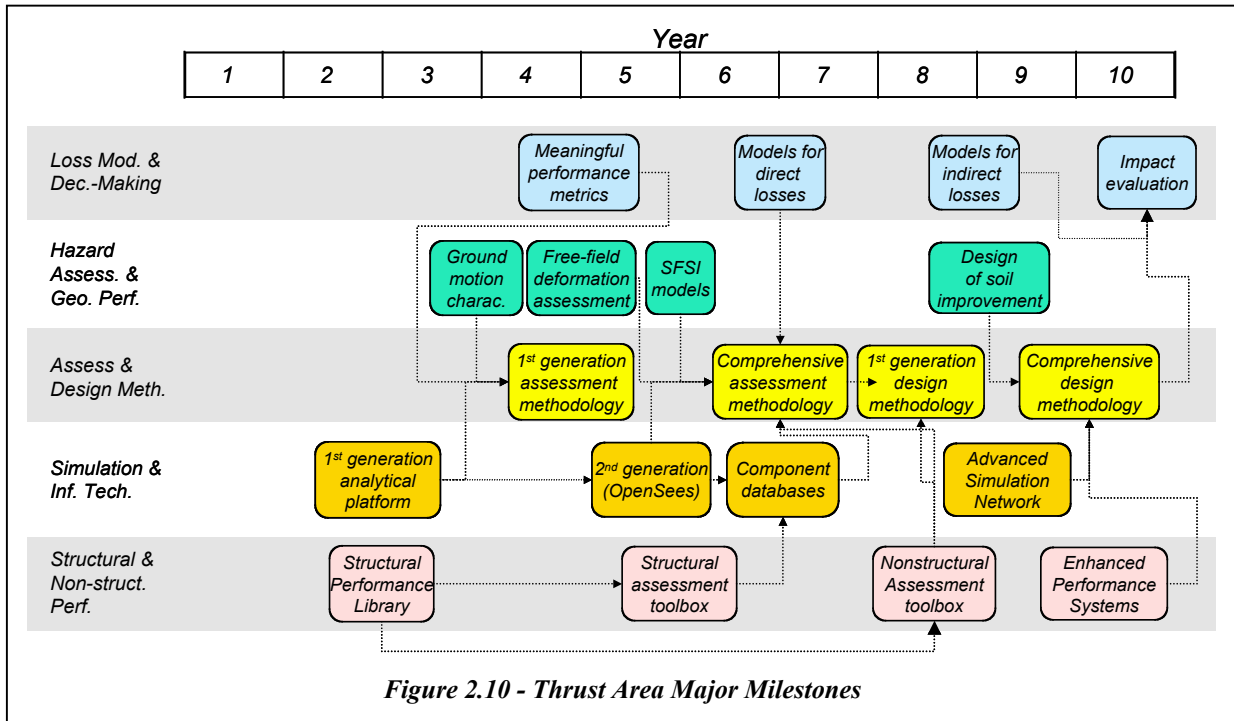 Year
1 2 3 4 5 6 7 8 9 10
Loss Mod. &
Dec.-Making
Meaningful
performance
metrics
Models for
direct
losses
Models for
indirect
losses
Impact
evaluation
Hazard
Assess. &
Geo. Perf.
Ground
motion
charac.
Free-field
deformation
assessment
SFSI
models
Design
of soil
improvement
Assess &
Design Meth.
1st generation
assessment
methodology
Comprehensive
assessment
methodology
1st generation
design
methodology
Comprehensive
design
methodology
Simulation &
Inf. Tech.
1st generation
analytical
platform
2nd generation
(OpenSees)
Component
databases
Advanced
Simulation
Network
Structural &
Non-struct.
Perf.
Structural
Performance
Library
Structural
assessment
toolbox
Nonstructural
Assessment
toolbox
Enhanced
Performance
Systems
Figure 2.10 - Thrust Area Major Milestones